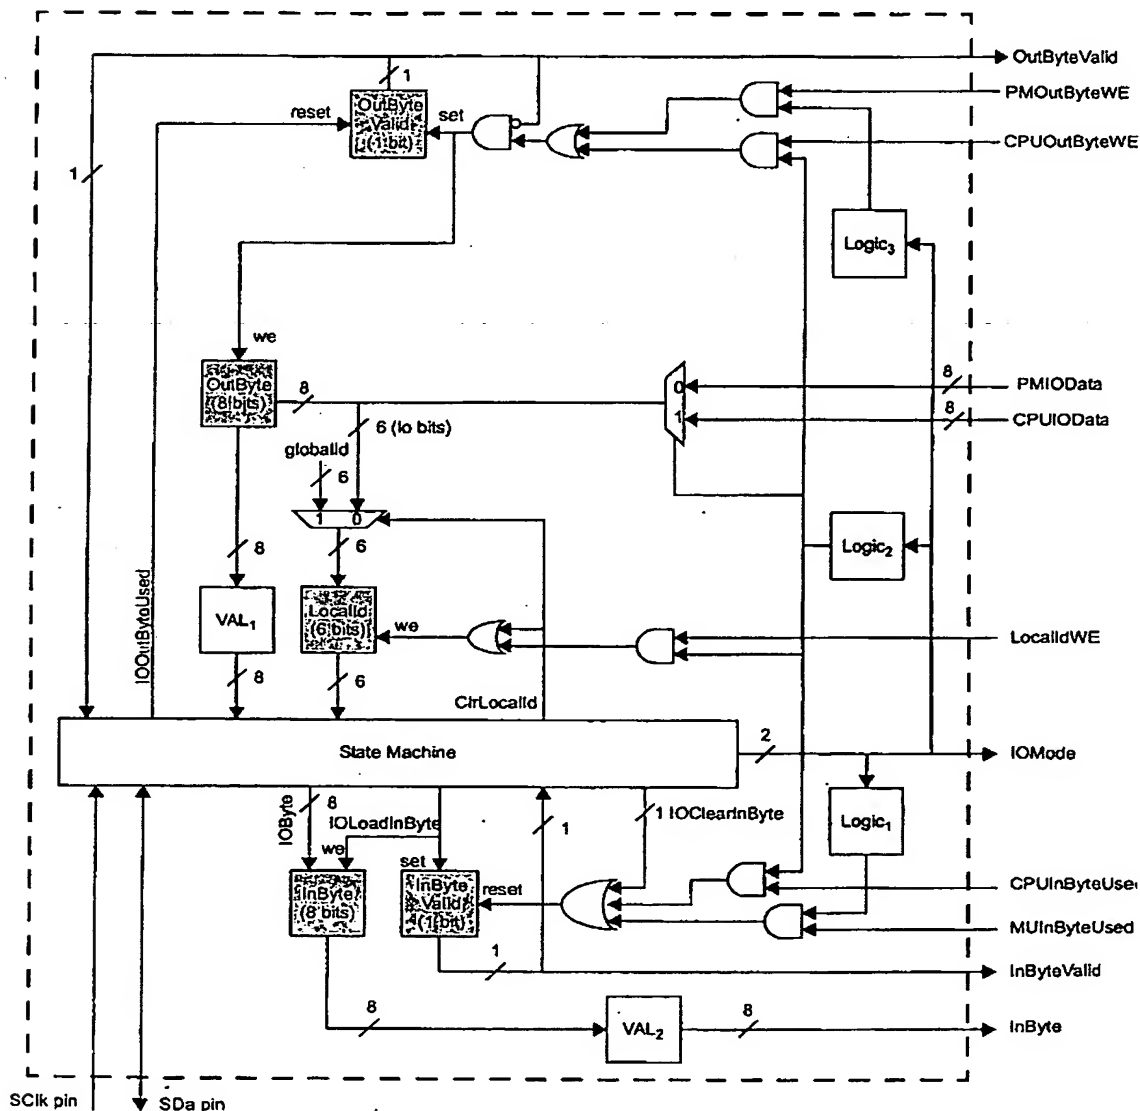 OutByteValid
1
OutByte
Valid
(1 bit)
reset
set
PMOutByteWE
CPUOutByteWE
1
Logic3
we
OutByte
(8 bits)
8
6 (lo bits)
globalId
6
0
1
8
PMIOData
8
CPUIOData
1 0
8
6
Logic2
VAL1
LocalId
(6 bits)
we
LocalIdWE
IOOutByteUsed
8
6
ClrLocalId
State Machine
2
IOMode
IOByte
8
IOLoadInByte
1
1 IOClearInByte
Logic1
we
set
InByte
(8 bits)
InByte
Valid
(1 bit)
reset
CPUInByteUse
MUInByteUsed
1
InByteValid
8
VAL2
8
InByte
SClk pin
SDa pin